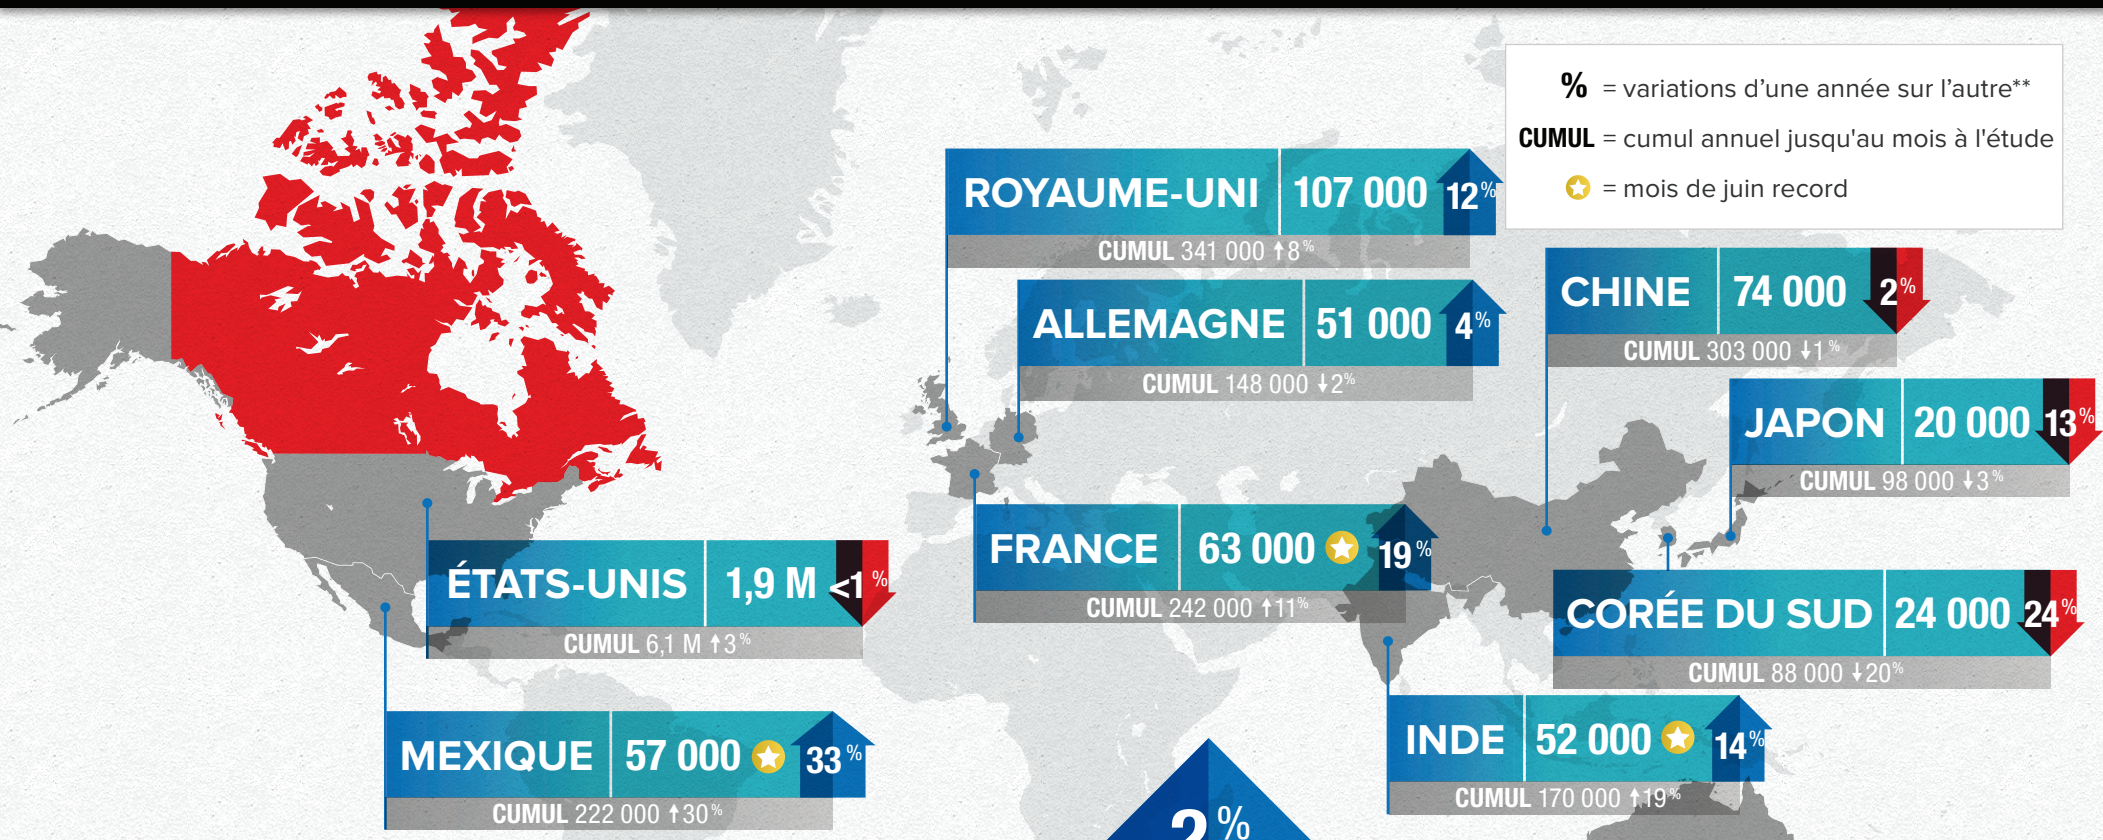 % = variations d'une année sur l'autre**
CUMUL = cumul annuel jusqu'au mois à l'étude
= mois de juin record
ROYAUME-UNI 107 000 12%
CUMUL 341 000 ↑8%
ALLEMAGNE 51 000 4%
CUMUL 148 000 ↓2%
CHINE 74 000 2%
CUMUL 303 000 ↓1%
JAPON 20 000 13%
CUMUL 98 000 ↓3%
FRANCE 63 000 19%
CUMUL 242 000 ↑11%
ÉTATS-UNIS 1,9 M <1%
CUMUL 6,1 M ↑3%
CORÉE DU SUD 24 000 24%
CUMUL 88 000 ↓20%
MEXIQUE 57 000 33%
CUMUL 222 000 ↑30%
INDE 52 000 14%
CUMUL 170 000 ↑19%
2%